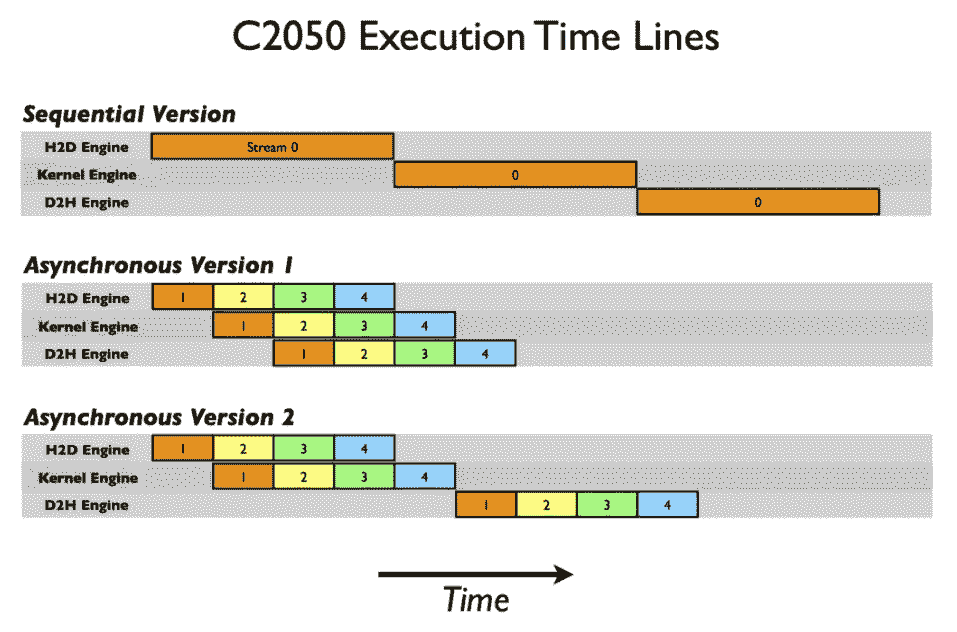 C2050 Execution Time Lines
Sequential Version
H2D Engine Stream 0
Kernel Engine 0
D2H Engine 0
Asynchronous Version 1
H2D Engine 1 2 3 4
Kernel Engine 1 2 3 4
D2H Engine 1 2 3 4
Asynchronous Version 2
H2D Engine 1 2 3 4
Kernel Engine 1 2 3 4
D2H Engine 1 2 3 4
Time